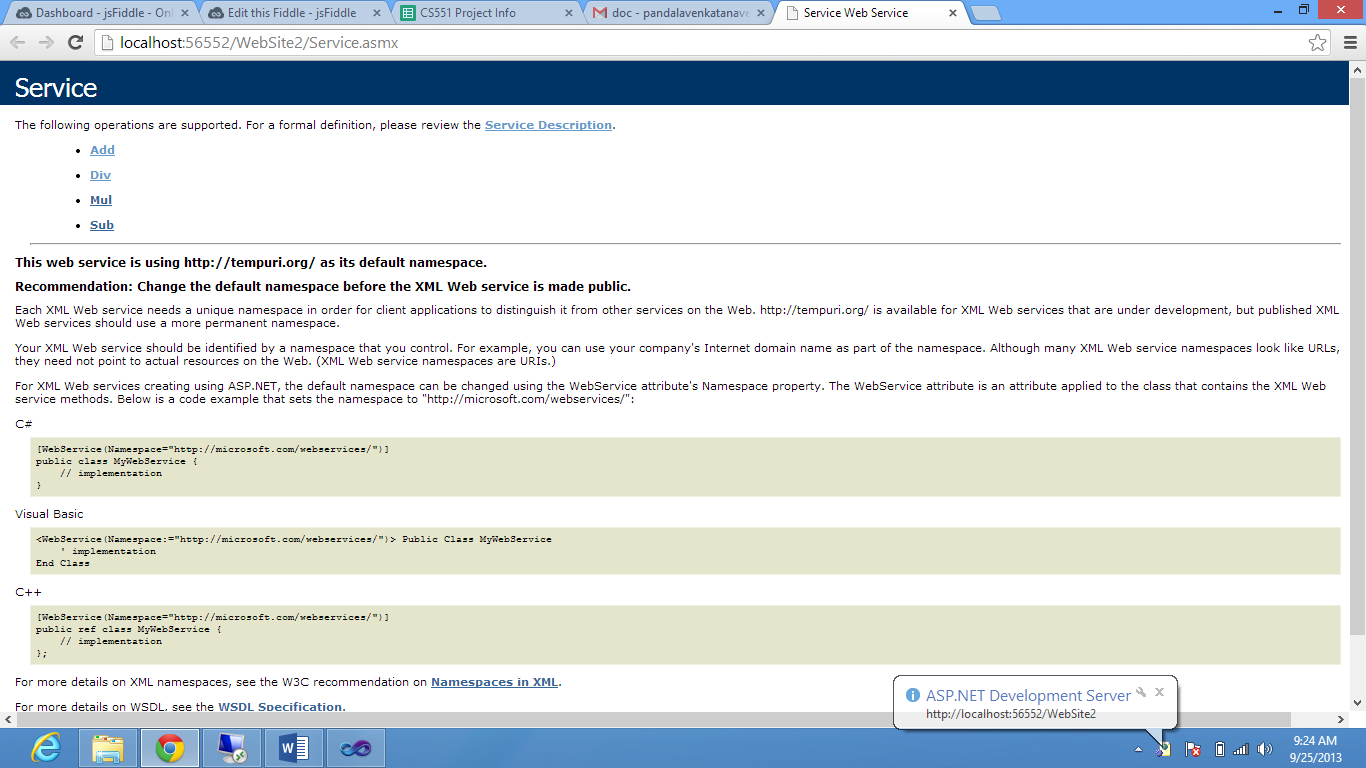 Dashboard - jsFiddle - Onl
Edit this Fiddle - jsFiddle
CS551 Project Info
doc - pandalavenkatanave
Service Web Service
localhost:56552/WebSite2/Service.asmx
Service
The following operations are supported. For a formal definition, please review the Service Description.
• Add
• Div
• Mul
• Sub
This web service is using http://tempuri.org/ as its default namespace.
Recommendation: Change the default namespace before the XML Web service is made public.
Each XML Web service needs a unique namespace in order for client applications to distinguish it from other services on the Web. http://tempuri.org/ is available for XML Web services that are under development, but published XML
Web services should use a more permanent namespace.
Your XML Web service should be identified by a namespace that you control. For example, you can use your company's Internet domain name as part of the namespace. Although many XML Web service namespaces look like URLs,
they need not point to actual resources on the Web. (XML Web service namespaces are URIs.)
For XML Web services creating using ASP.NET, the default namespace can be changed using the WebService attribute's Namespace property. The WebService attribute is an attribute applied to the class that contains the XML Web
service methods. Below is a code example that sets the namespace to "http://microsoft.com/webservices/":
C#
[WebService(Namespace="http://microsoft.com/webservices/")]
public class MyWebService {
    // implementation
}
Visual Basic
<WebService(Namespace:="http://microsoft.com/webservices/")> Public Class MyWebService
    ' implementation
End Class
C++
[WebService(Namespace="http://microsoft.com/webservices/")]
public ref class MyWebService {
    // implementation
};
For more details on XML namespaces, see the W3C recommendation on Namespaces in XML.
For more details on WSDL, see the WSDL Specification.
ASP.NET Development Server
http://localhost:56552/WebSite2
9:24 AM
9/25/2013